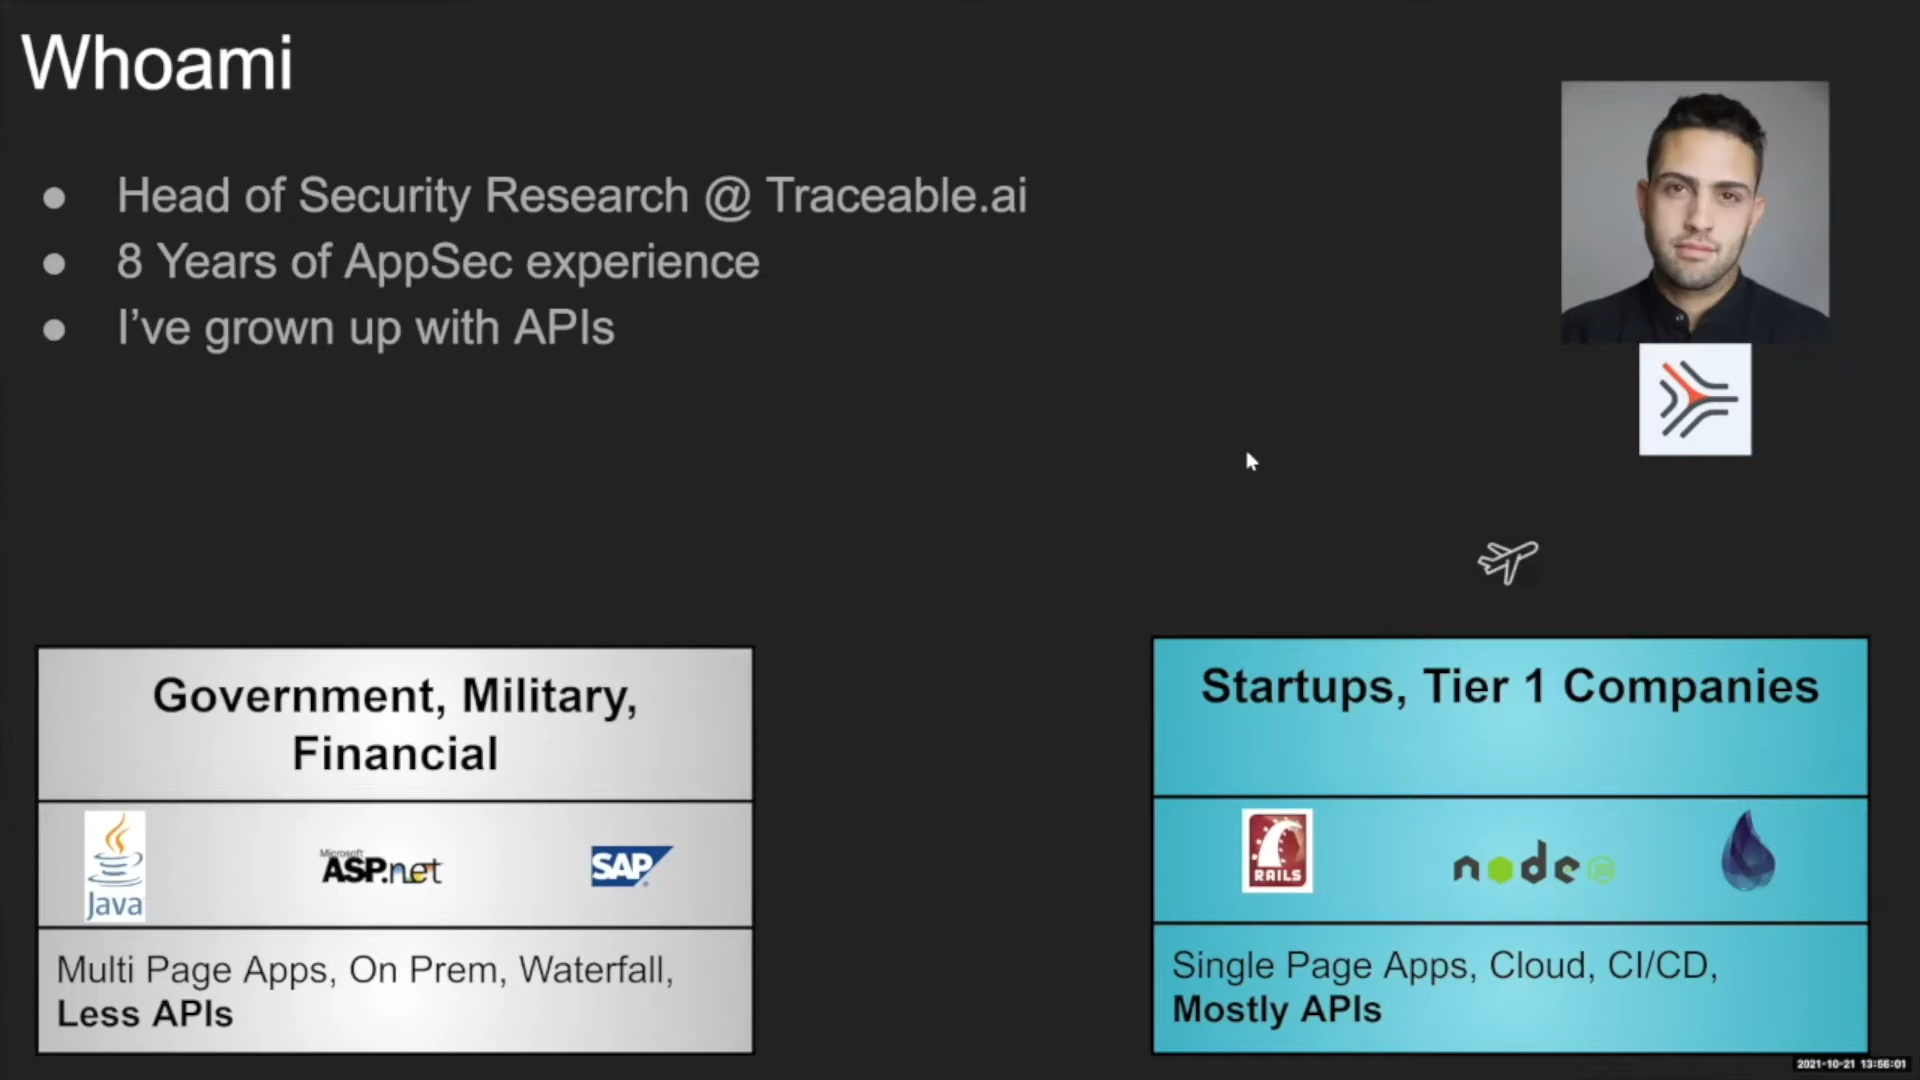 Whoami
Head of Security Research @ Traceable.ai
8 Years of AppSec experience
I've grown up with APIs
Government, Military,
Financial
Java
Microsoft
ASP.net
SAP
Multi Page Apps, On Prem, Waterfall,
Less APIs
Startups, Tier 1 Companies
RAILS
node JS
Single Page Apps, Cloud, CI/CD,
Mostly APIs
2021-10-21 13:56:01